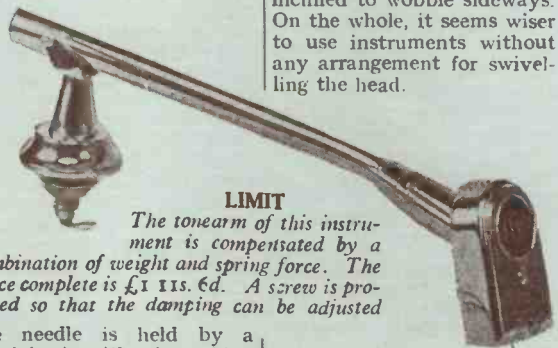 inclined to wobble sideways.
On the whole, it seems wiser
to use instruments without
any arrangement for swivel-
ling the head.
LIMIT
The tonearm of this instru-
ment is compensated by a
mbination of weight and spring force. The
ce complete is £1 11s. 6d. A screw is pro-
ed so that the damping can be adjusted
e needle is held by a